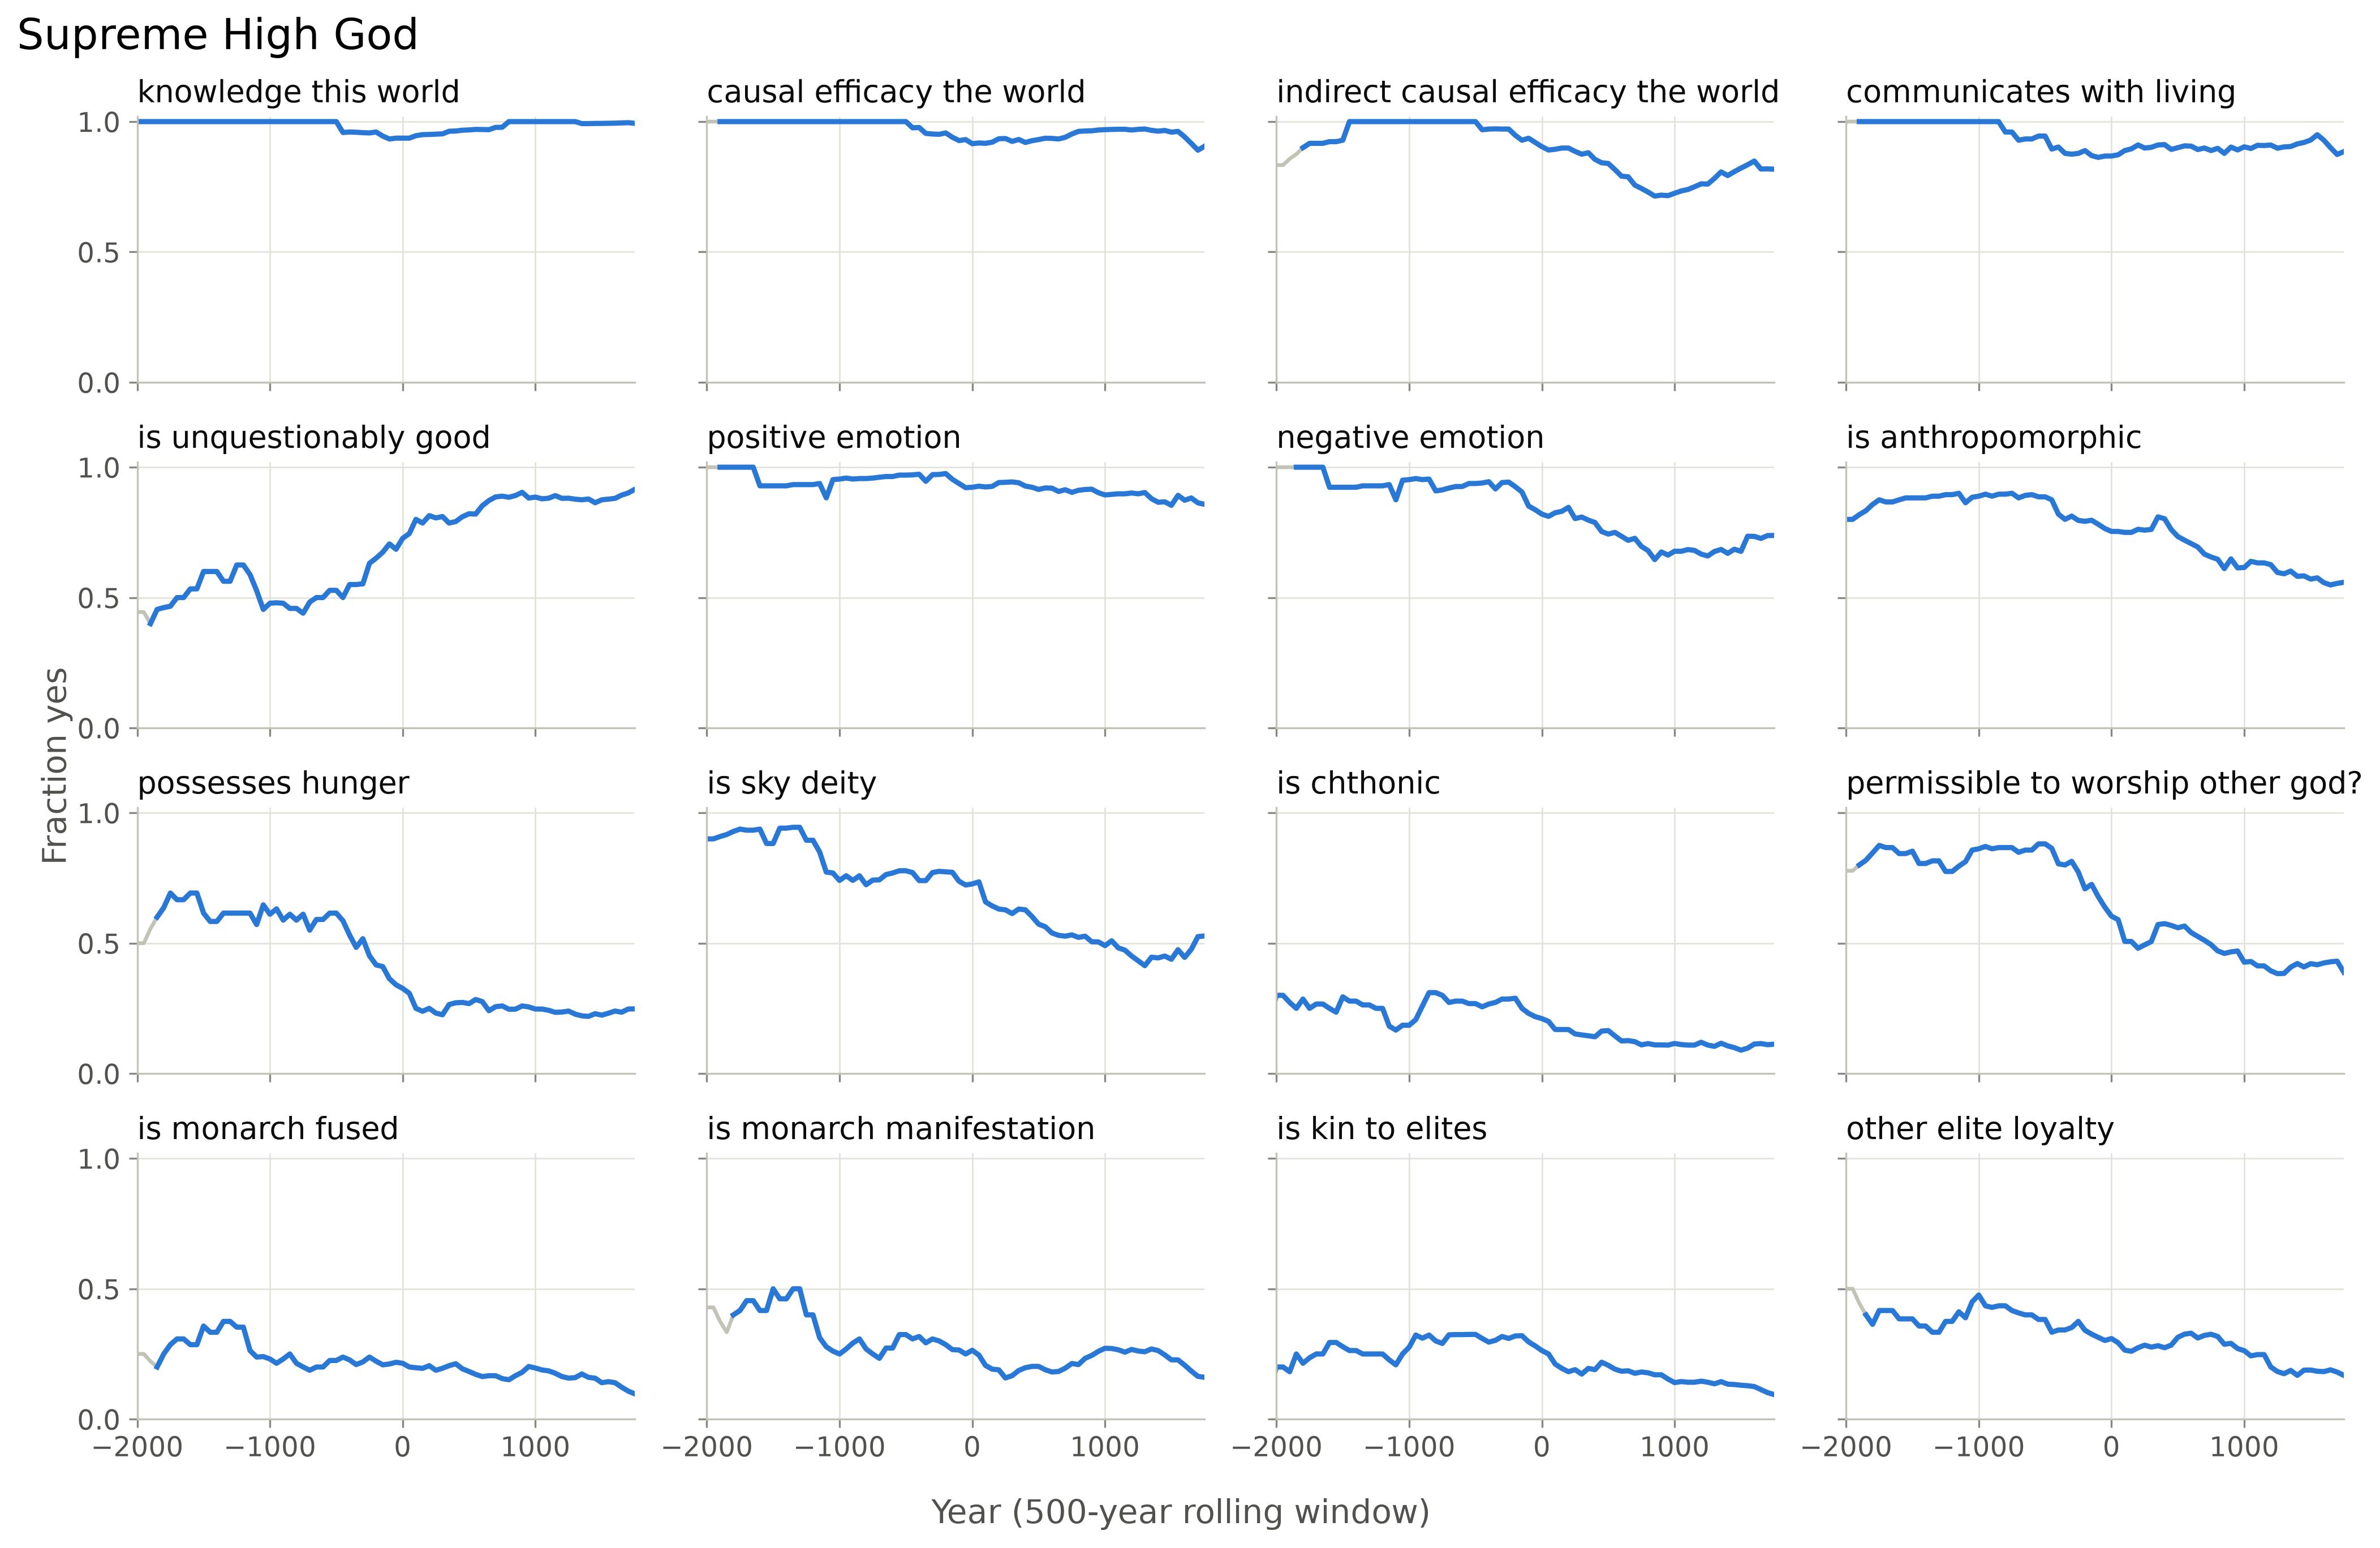 Supreme High God
knowledge this world
causal efficacy the world
indirect causal efficacy the world
communicates with living
1.0
0.5
0.0
is unquestionably good
positive emotion
negative emotion
is anthropomorphic
1.0
0.5
0.0
Fraction yes
possesses hunger
is sky deity
is chthonic
permissible to worship other god?
1.0
0.5
0.0
is monarch fused
is monarch manifestation
is kin to elites
other elite loyalty
1.0
0.5
0.0
−2000 −1000 0 1000
−2000 −1000 0 1000
−2000 −1000 0 1000
−2000 −1000 0 1000
Year (500-year rolling window)